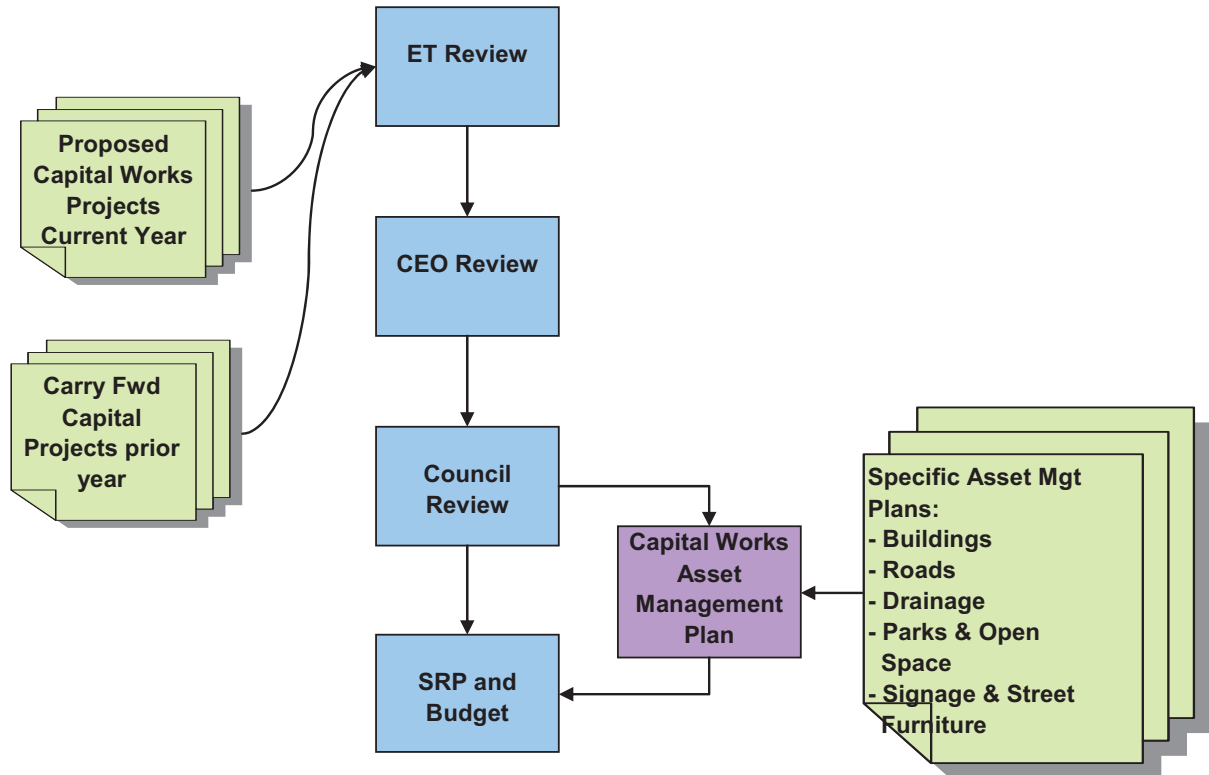 ET Review
Proposed
Capital Works
Projects
Current Year
CEO Review
Carry Fwd
Capital
Projects prior
year
Council
Review
Capital Works
Asset
Management
Plan
Specific Asset Mgt
Plans:
- Buildings
- Roads
- Drainage
- Parks & Open
Space
- Signage & Street
Furniture
SRP and
Budget